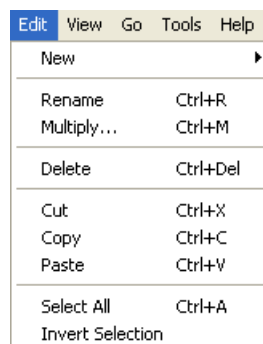 Edit View Go Tools Help
New
Rename Ctrl+R
Multiply... Ctrl+M
Delete Ctrl+Del
Cut Ctrl+X
Copy Ctrl+C
Paste Ctrl+V
Select All Ctrl+A
Invert Selection